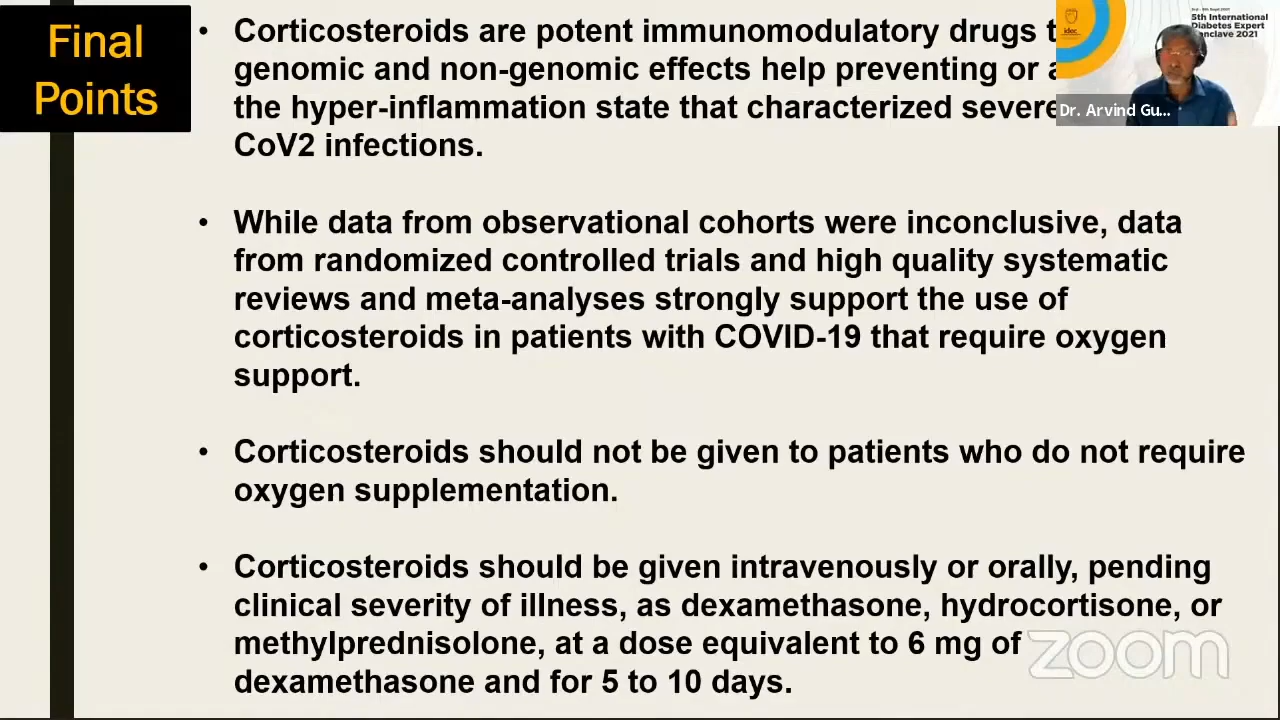 Final
Points
• Corticosteroids are potent immunomodulatory drugs
genomic and non-genomic effects help preventing or
the hyper-inflammation state that characterized severe
CoV2 infections.
• While data from observational cohorts were inconclusive, data
from randomized controlled trials and high quality systematic
reviews and meta-analyses strongly support the use of
corticosteroids in patients with COVID-19 that require oxygen
support.
• Corticosteroids should not be given to patients who do not require
oxygen supplementation.
• Corticosteroids should be given intravenously or orally, pending
clinical severity of illness, as dexamethasone, hydrocortisone, or
methylprednisolone, at a dose equivalent to 6 mg of
dexamethasone and for 5 to 10 days.
idec
5th International
Diabetes Expert
2021
Dr. Arvind Gu...
zoom